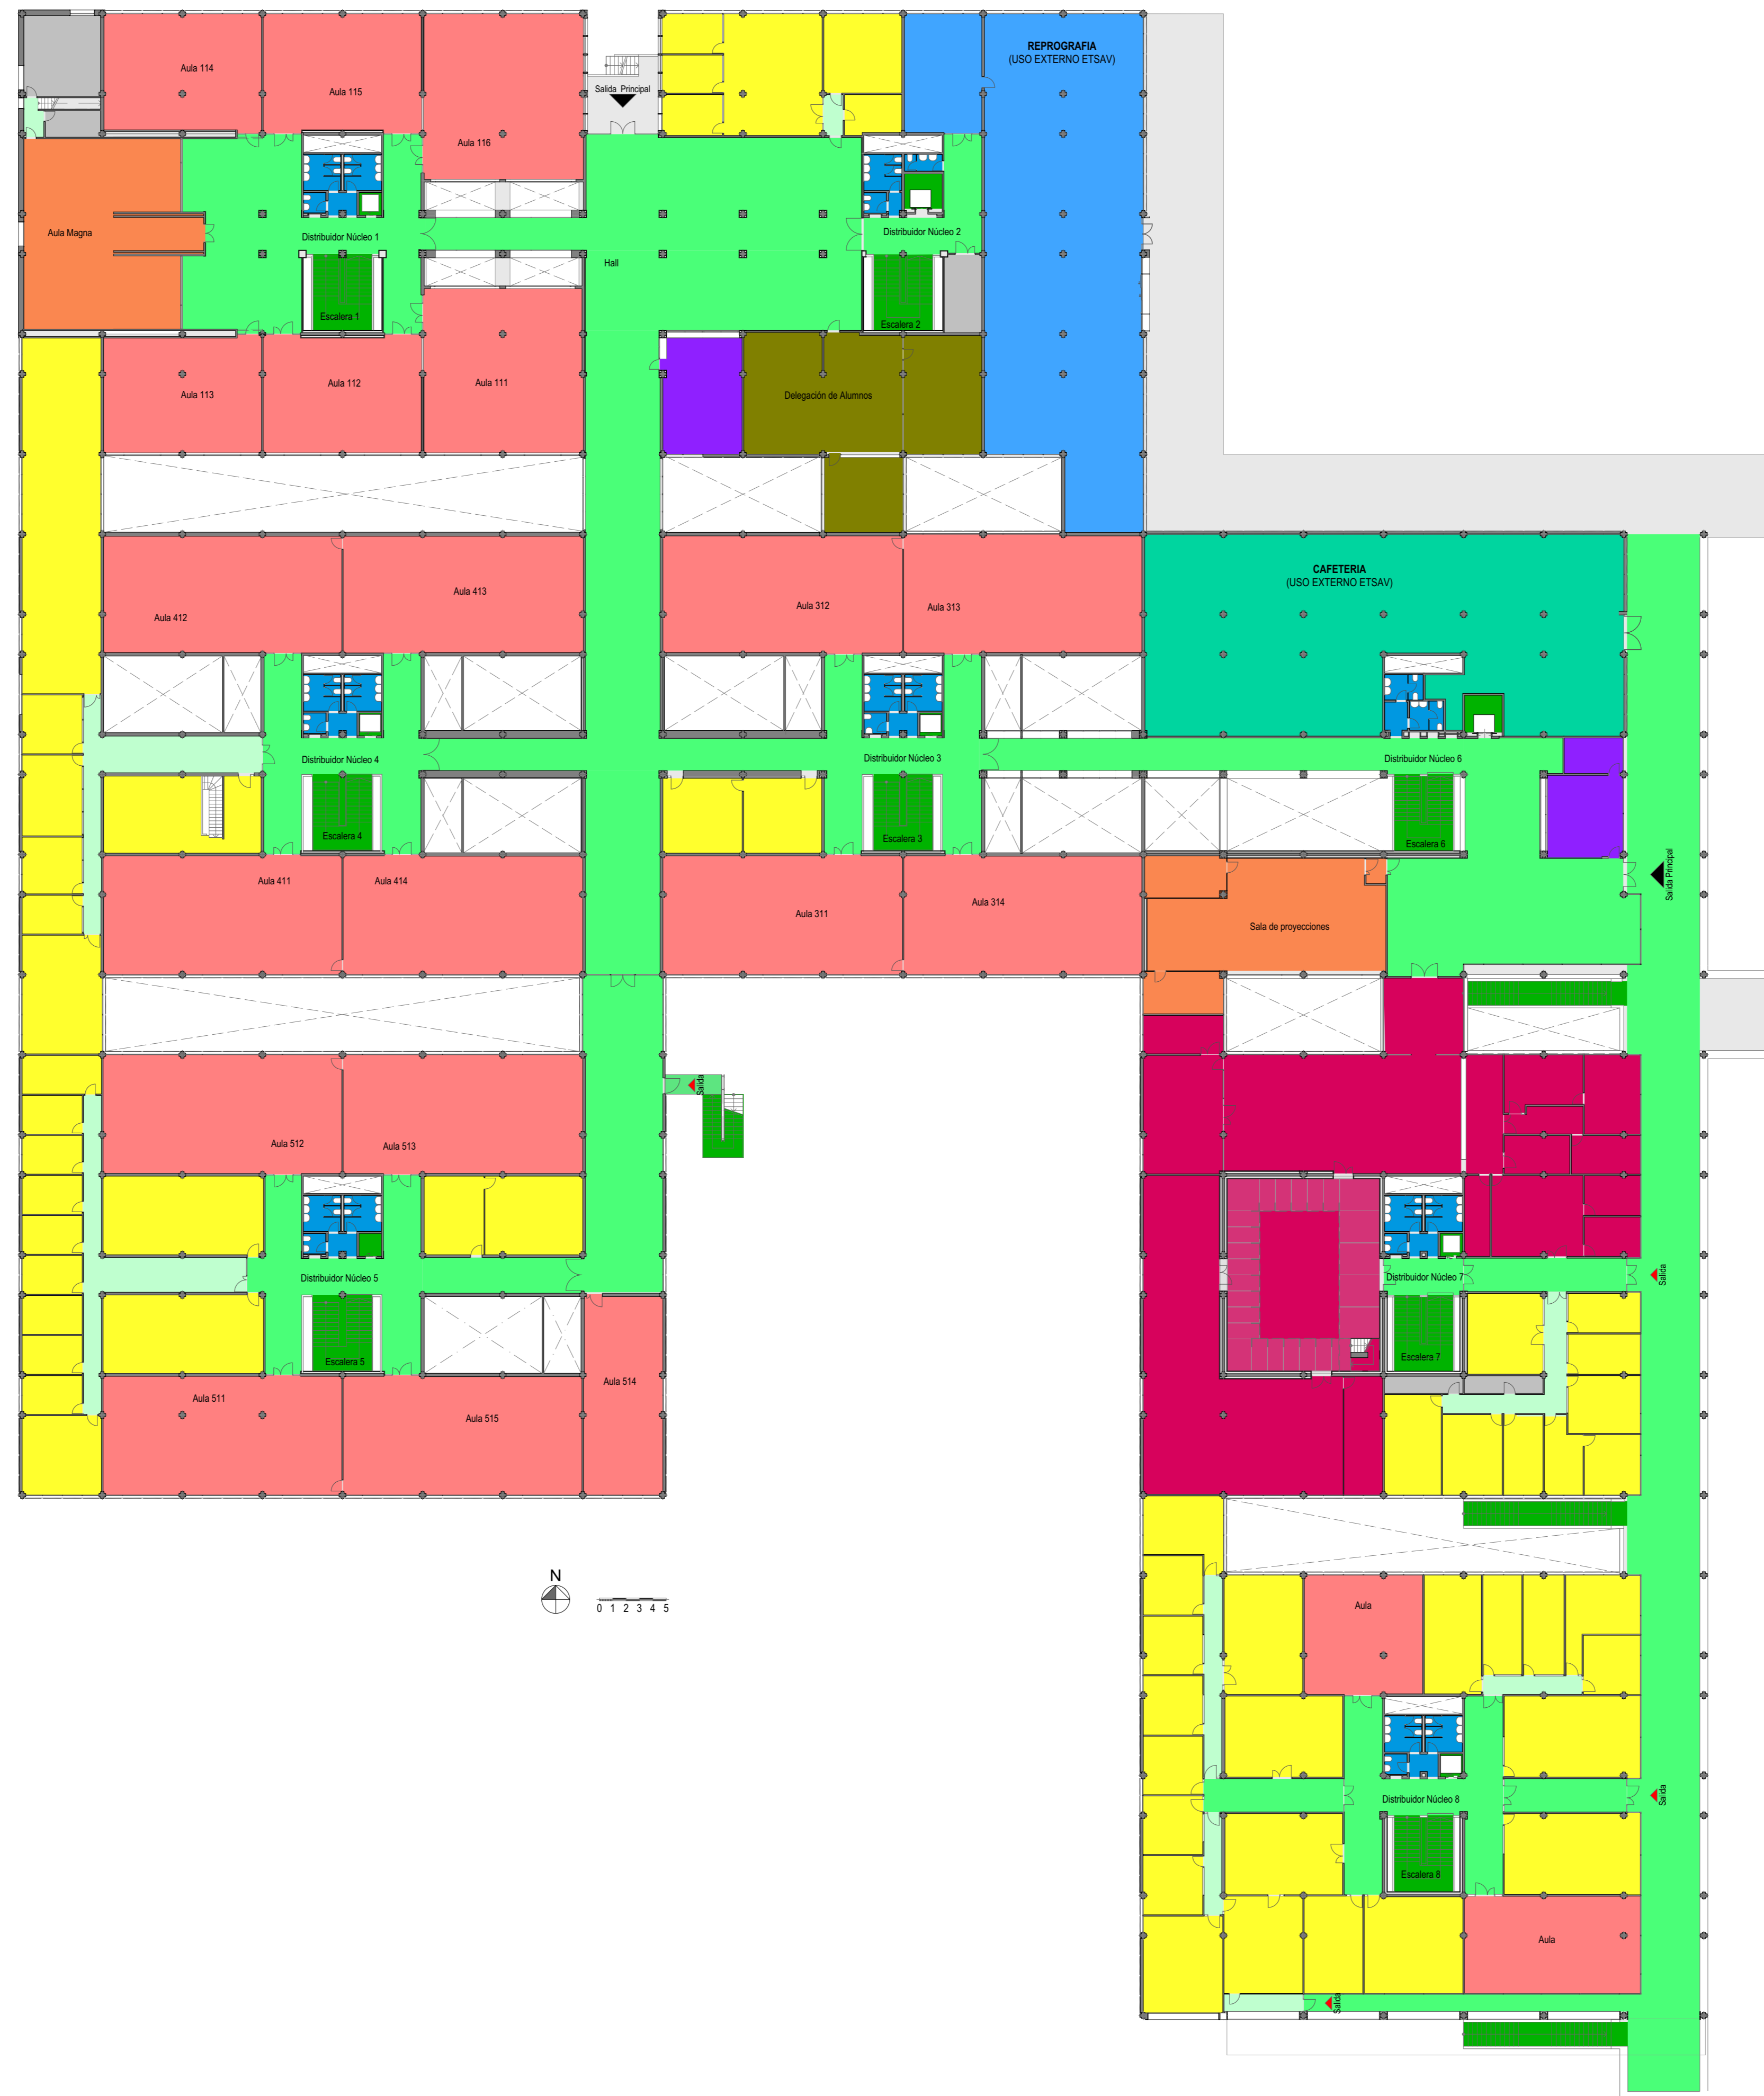 REPROGRAFIA
(USO EXTERNO ETSAV)
Aula 114
Aula 115
Salida Principal
Aula 116
Aula Magna
Distribuidor Núcleo 1
Distribuidor Núcleo 2
Hall
Escalera 1
Escalera 2
Aula 113
Aula 112
Aula 111
Delegación de Alumnos
CAFETERIA
(USO EXTERNO ETSAV)
Aula 412
Aula 413
Aula 312
Aula 313
Distribuidor Núcleo 4
Distribuidor Núcleo 3
Distribuidor Núcleo 6
Escalera 4
Escalera 3
Escalera 6
Salida Principal
Aula 411
Aula 414
Aula 311
Aula 314
Sala de proyecciones
Salida
Aula 512
Aula 513
Distribuidor Núcleo 5
Distribuidor Núcleo 7
Salida
Escalera 5
Escalera 7
Aula 511
Aula 515
Aula 514
N
0 1 2 3 4 5
Aula
Distribuidor Núcleo 8
Salida
Escalera 8
Aula
Salida